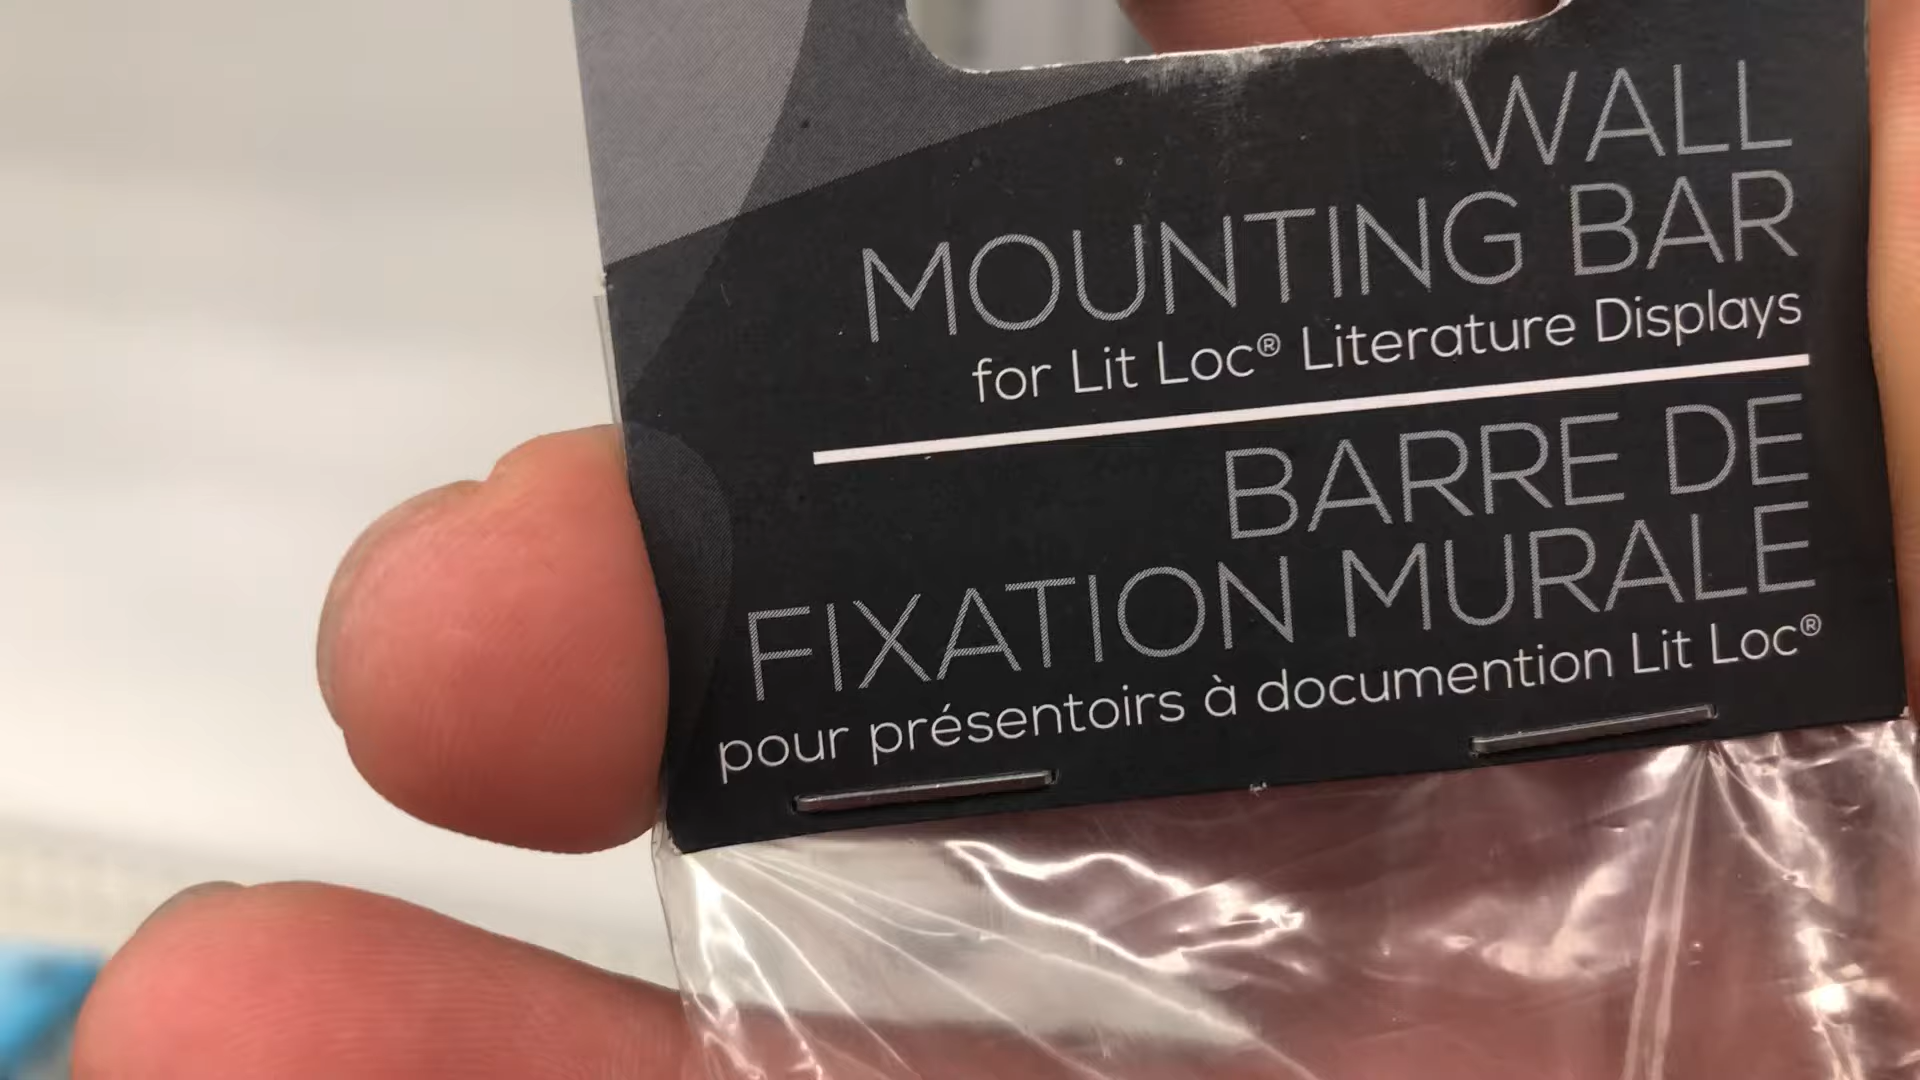 WALL
MOUNTING BAR
for Lit Loc® Literature Displays
BARRE DE
FIXATION MURALE
pour présentoirs à documention Lit Loc®